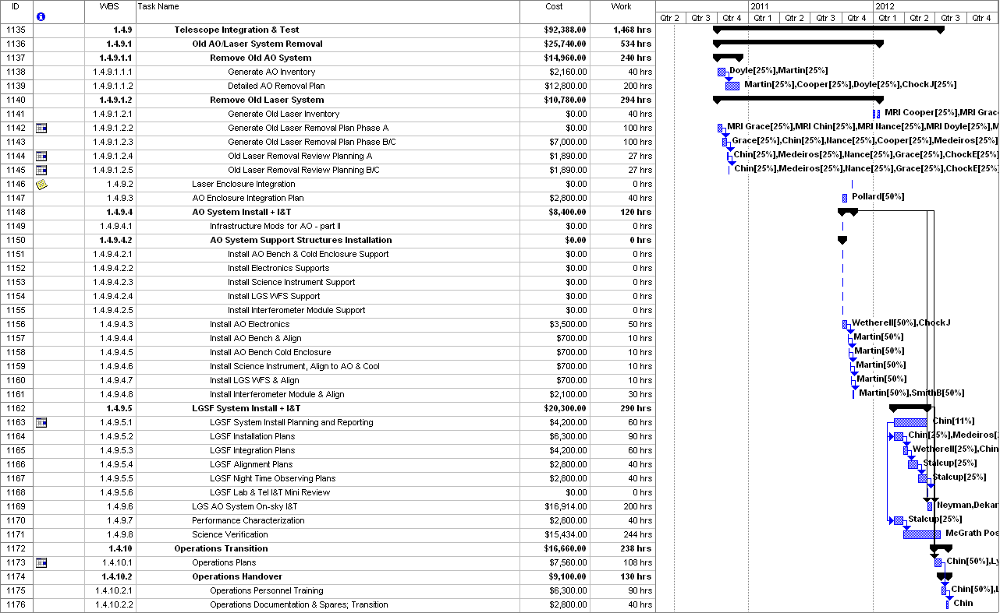 ID WBS Task Name Cost Work 2011 2012
Qtr 2 Qtr 3 Qtr 4 Qtr 1 Qtr 2 Qtr 3 Qtr 4 Qtr 1 Qtr 2 Qtr 3 Qtr 4
1135 1.4.9 Telescope Integration & Test $92,388.00 1,468 hrs
1136 1.4.9.1 Old AO/Laser System Removal $25,740.00 534 hrs
1137 1.4.9.1.1 Remove Old AO System $14,960.00 240 hrs
1138 1.4.9.1.1.1 Generate AO Inventory $2,160.00 40 hrs Doyle[25%],Martin[25%]
1139 1.4.9.1.1.2 Detailed AO Removal Plan $12,800.00 200 hrs Martin[25%],Cooper[25%],Doyle[25%],ChockJ[25%]
1140 1.4.9.1.2 Remove Old Laser System $10,780.00 294 hrs
1141 1.4.9.1.2.1 Generate Old Laser Inventory $0.00 40 hrs MRI Cooper[25%],MRI Grac
1142 1.4.9.1.2.2 Generate Old Laser Removal Plan Phase A $0.00 100 hrs MRI Grace[25%],MRI Chin[25%],MRI Nance[25%],MRI Doyle[25%],M
1143 1.4.9.1.2.3 Generate Old Laser Removal Plan Phase B/C $7,000.00 100 hrs Grace[25%],Chin[25%],Nance[25%],Cooper[25%],Medeiros[25%]
1144 1.4.9.1.2.4 Old Laser Removal Review Planning A $1,890.00 27 hrs Chin[25%],Medeiros[25%],Nance[25%],Grace[25%],ChockE[25%]
1145 1.4.9.1.2.5 Old Laser Removal Review Planning B/C $1,890.00 27 hrs Chin[25%],Medeiros[25%],Nance[25%],Grace[25%],ChockE[25%]
1146 1.4.9.2 Laser Enclosure Integration $0.00 0 hrs
1147 1.4.9.3 AO Enclosure Integration Plan $2,800.00 40 hrs Pollard[50%]
1148 1.4.9.4 AO System Install + I&T $8,400.00 120 hrs
1149 1.4.9.4.1 Infrastructure Mods for AO - part II $0.00 0 hrs
1150 1.4.9.4.2 AO System Support Structures Installation $0.00 0 hrs
1151 1.4.9.4.2.1 Install AO Bench & Cold Enclosure Support $0.00 0 hrs
1152 1.4.9.4.2.2 Install Electronics Supports $0.00 0 hrs
1153 1.4.9.4.2.3 Install Science Instrument Support $0.00 0 hrs
1154 1.4.9.4.2.4 Install LGS WFS Support $0.00 0 hrs
1155 1.4.9.4.2.5 Install Interferometer Module Support $0.00 0 hrs
1156 1.4.9.4.3 Install AO Electronics $3,500.00 50 hrs Wetherell[50%],ChockJ
1157 1.4.9.4.4 Install AO Bench & Align $700.00 10 hrs Martin[50%]
1158 1.4.9.4.5 Install AO Bench Cold Enclosure $700.00 10 hrs Martin[50%]
1159 1.4.9.4.6 Install Science Instrument, Align to AO & Cool $700.00 10 hrs Martin[50%]
1160 1.4.9.4.7 Install LGS WFS & Align $700.00 10 hrs Martin[50%]
1161 1.4.9.4.8 Install Interferometer Module & Align $2,100.00 30 hrs Martin[50%],SmithB[50%]
1162 1.4.9.5 LGSF System Install + I&T $20,300.00 290 hrs
1163 1.4.9.5.1 LGSF System Install Planning and Reporting $4,200.00 60 hrs Chin[11%]
1164 1.4.9.5.2 LGSF Installation Plans $6,300.00 90 hrs Chin[25%],Medeiros[
1165 1.4.9.5.3 LGSF Integration Plans $4,200.00 60 hrs Wetherell[25%],Chin
1166 1.4.9.5.4 LGSF Alignment Plans $2,800.00 40 hrs Stalcup[25%]
1167 1.4.9.5.5 LGSF Night Time Observing Plans $2,800.00 40 hrs Stalcup[25%]
1168 1.4.9.5.6 LGSF Lab & Tel I&T Mini Review $0.00 0 hrs
1169 1.4.9.6 LGS AO System On-sky I&T $16,914.00 200 hrs Neyman,Dekar
1170 1.4.9.7 Performance Characterization $2,800.00 40 hrs Stalcup[25%]
1171 1.4.9.8 Science Verification $15,434.00 244 hrs McGrath Pos
1172 1.4.10 Operations Transition $16,660.00 238 hrs
1173 1.4.10.1 Operations Plans $7,560.00 108 hrs Chin[50%],Ly
1174 1.4.10.2 Operations Handover $9,100.00 130 hrs
1175 1.4.10.2.1 Operations Personnel Training $6,300.00 90 hrs Chin[50%],L
1176 1.4.10.2.2 Operations Documentation & Spares; Transition $2,800.00 40 hrs Chin